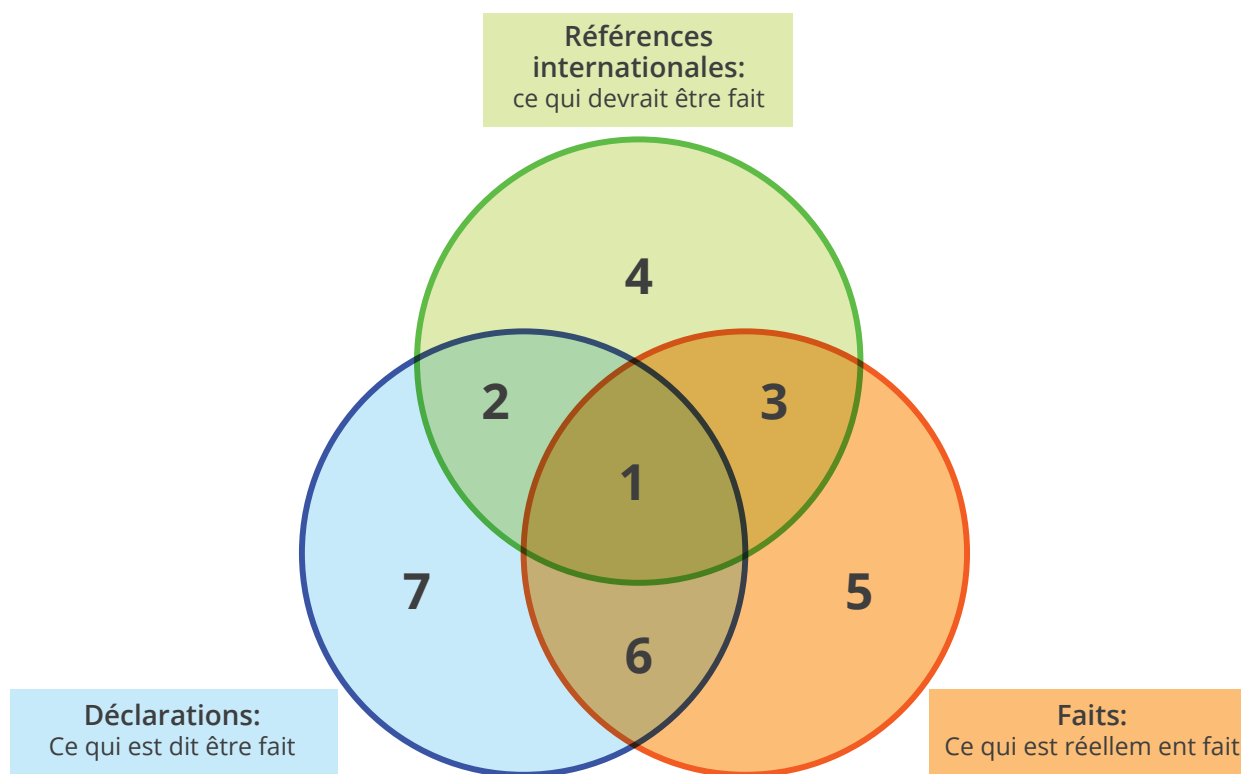 Références
internationales:
ce qui devrait être fait
4
2
3
1
7
5
6
Déclarations:
Ce qui est dit être fait
Faits:
Ce qui est réellem ent fait